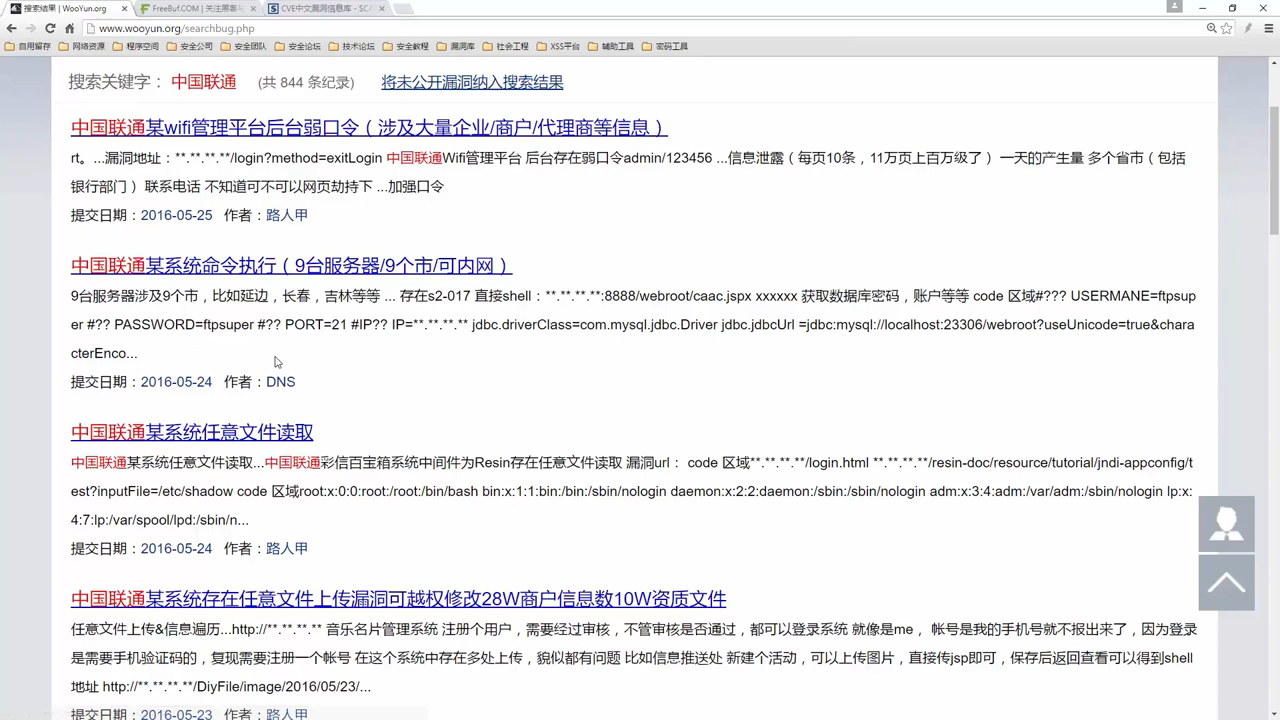 搜索结果 | WooYun.org
FreeBuf.COM | 关注黑客与
CVE中文漏洞信息库 - SCA
www.wooyun.org/searchbug.php
自用留存 网络资源 程序空间 安全公司 安全团队 安全论坛 技术论坛 安全教程 漏洞库 社会工程 XSS平台 辅助工具 密码工具
搜索关键字： 中国联通 (共 844 条纪录) 将未公开漏洞纳入搜索结果
中国联通某wifi管理平台后台弱口令（涉及大量企业/商户/代理商等信息）
rt。...漏洞地址：**.**.**.**/login?method=exitLogin 中国联通Wifi管理平台 后台存在弱口令admin/123456 ...信息泄露（每页10条，11万页上百万级了） 一天的产生量 多个省市（包括
银行部门） 联系电话 不知道可不可以网页劫持下 ...加强口令
提交日期：2016-05-25 作者：路人甲
中国联通某系统命令执行（9台服务器/9个市/可内网）
9台服务器涉及9个市，比如延边，长春，吉林等等 ... 存在s2-017 直接shell：**.**.**.**:8888/webroot/caac.jspx xxxxxx 获取数据库密码，账户等等 code 区域#??? USERMANE=ftpsup
er #?? PASSWORD=ftpsuper #?? PORT=21 #IP?? IP=**.**.**.** jdbc.driverClass=com.mysql.jdbc.Driver jdbc.jdbcUrl =jdbc:mysql://localhost:23306/webroot?useUnicode=true&chara
cterEnco...
提交日期：2016-05-24 作者：DNS
中国联通某系统任意文件读取
中国联通某系统任意文件读取...中国联通彩信百宝箱系统中间件为Resin存在任意文件读取 漏洞url： code 区域**.**.**.**/login.html **.**.**.**/resin-doc/resource/tutorial/jndi-appconfig/t
est?inputFile=/etc/shadow code 区域root:x:0:0:root:/root:/bin/bash bin:x:1:1:bin:/bin:/sbin/nologin daemon:x:2:2:daemon:/sbin:/sbin/nologin adm:x:3:4:adm:/var/adm:/sbin/nologin lp:x:
4:7:lp:/var/spool/lpd:/sbin/n...
提交日期：2016-05-24 作者：路人甲
中国联通某系统存在任意文件上传漏洞可越权修改28W商户信息数10W资质文件
任意文件上传&信息遍历...http://**.**.**.** 音乐名片管理系统 注册个用户，需要经过审核，不管审核是否通过，都可以登录系统 就像是me， 帐号是我的手机号就不报出来了，因为登录
是需要手机验证码的，复现需要注册一个帐号 在这个系统中存在多处上传，貌似都有问题 比如信息推送处 新建个活动，可以上传图片，直接传jsp即可，保存后返回查看可以得到shell
地址 http://**.**.**.**/DiyFile/image/2016/05/23/...
提交日期：2016-05-23 作者：路人甲